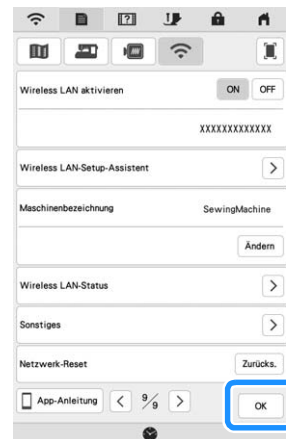 Wireless LAN aktivieren ON OFF
XXXXXXXXXXXXX
Wireless LAN-Setup-Assistent >
Maschinenbezeichnung SewingMachine
Ändern
Wireless LAN-Status >
Sonstiges >
Netzwerk-Reset Zurücks.
App-Anleitung < 9/9 > OK